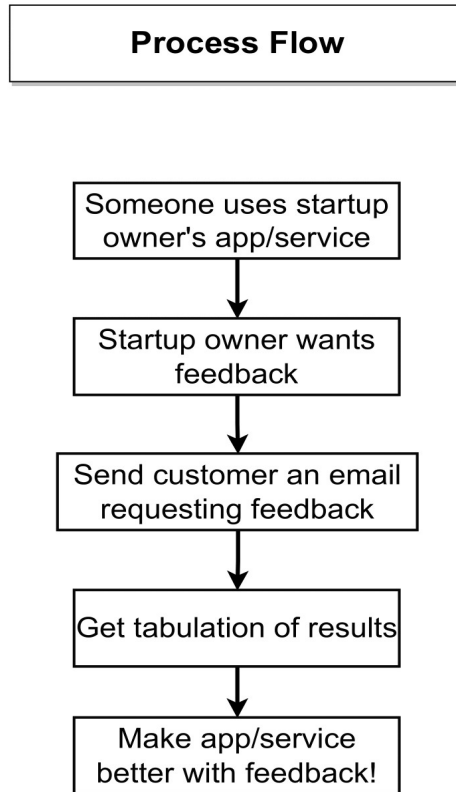 Process Flow
Someone uses startup
owner's app/service
Startup owner wants
feedback
Send customer an email
requesting feedback
Get tabulation of results
Make app/service
better with feedback!